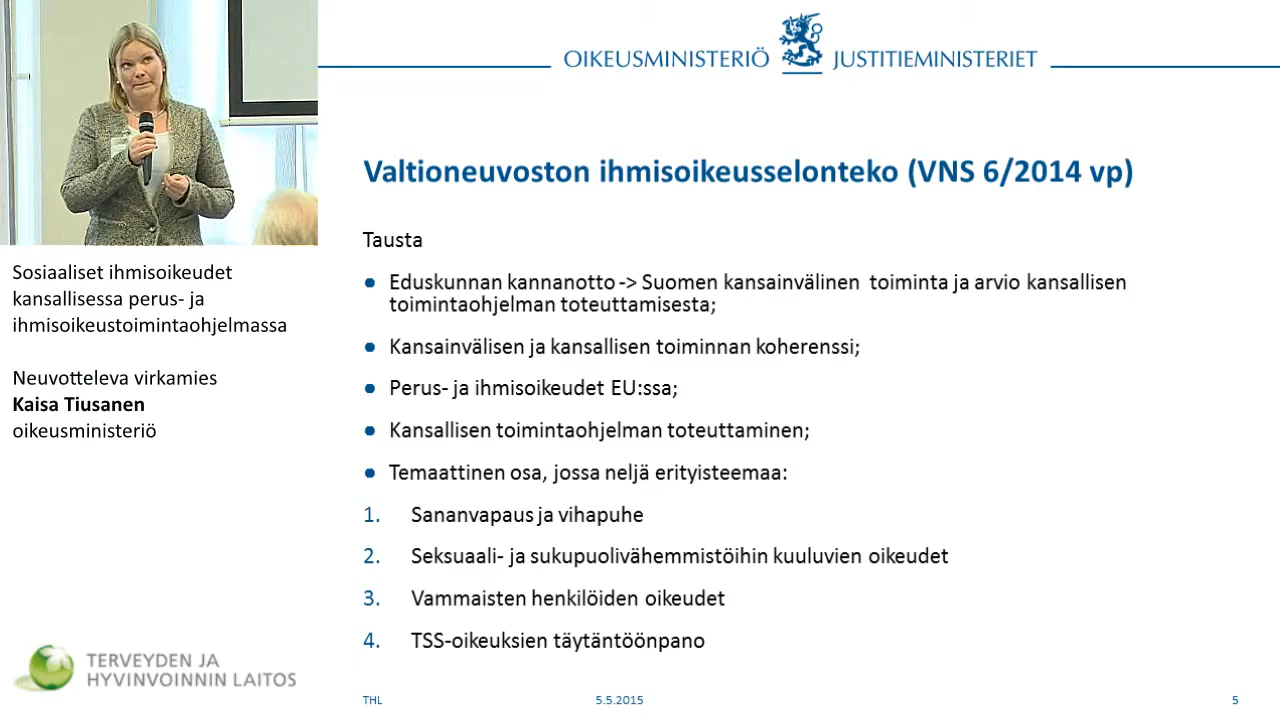 OIKEUSMINISTERIÖ JUSTITIEMINISTERIET
Valtioneuvoston ihmisoikeusselonteko (VNS 6/2014 vp)
Tausta
Eduskunnan kannanotto -> Suomen kansainvälinen toiminta ja arvio kansallisen
toimintaohjelman toteuttamisesta;
Kansainvälisen ja kansallisen toiminnan koherenssi;
Perus- ja ihmisoikeudet EU:ssa;
Kansallisen toimintaohjelman toteuttaminen;
Temaattinen osa, jossa neljä erityisteemaa:
1. Sananvapaus ja vihapuhe
2. Seksuaali- ja sukupuolivähemmistöihin kuuluvien oikeudet
3. Vammaisten henkilöiden oikeudet
4. TSS-oikeuksien täytäntöönpano
THL 5.5.2015 5
Sosiaaliset ihmisoikeudet
kansallisessa perus- ja
ihmisoikeustoimintaohjelmassa
Neuvotteleva virkamies
Kaisa Tiusanen
oikeusministeriö
TERVEYDEN JA
HYVINVOINNIN LAITOS